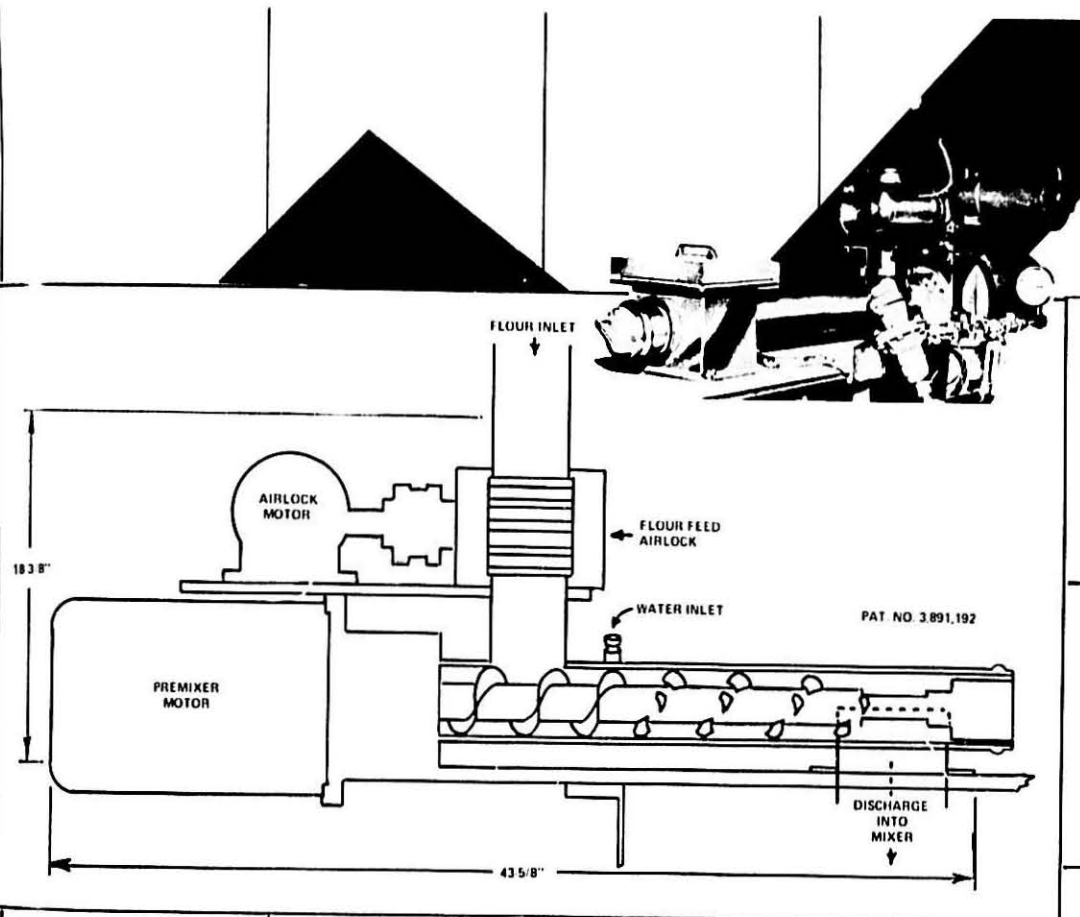 FLOUR INLET
AIRLOCK
MOTOR
FLOUR FEED
AIRLOCK
18 3 8"
WATER INLET
PAT. NO. 3,891,192
PREMIXER
MOTOR
DISCHARGE
INTO
MIXER
43 5/8"